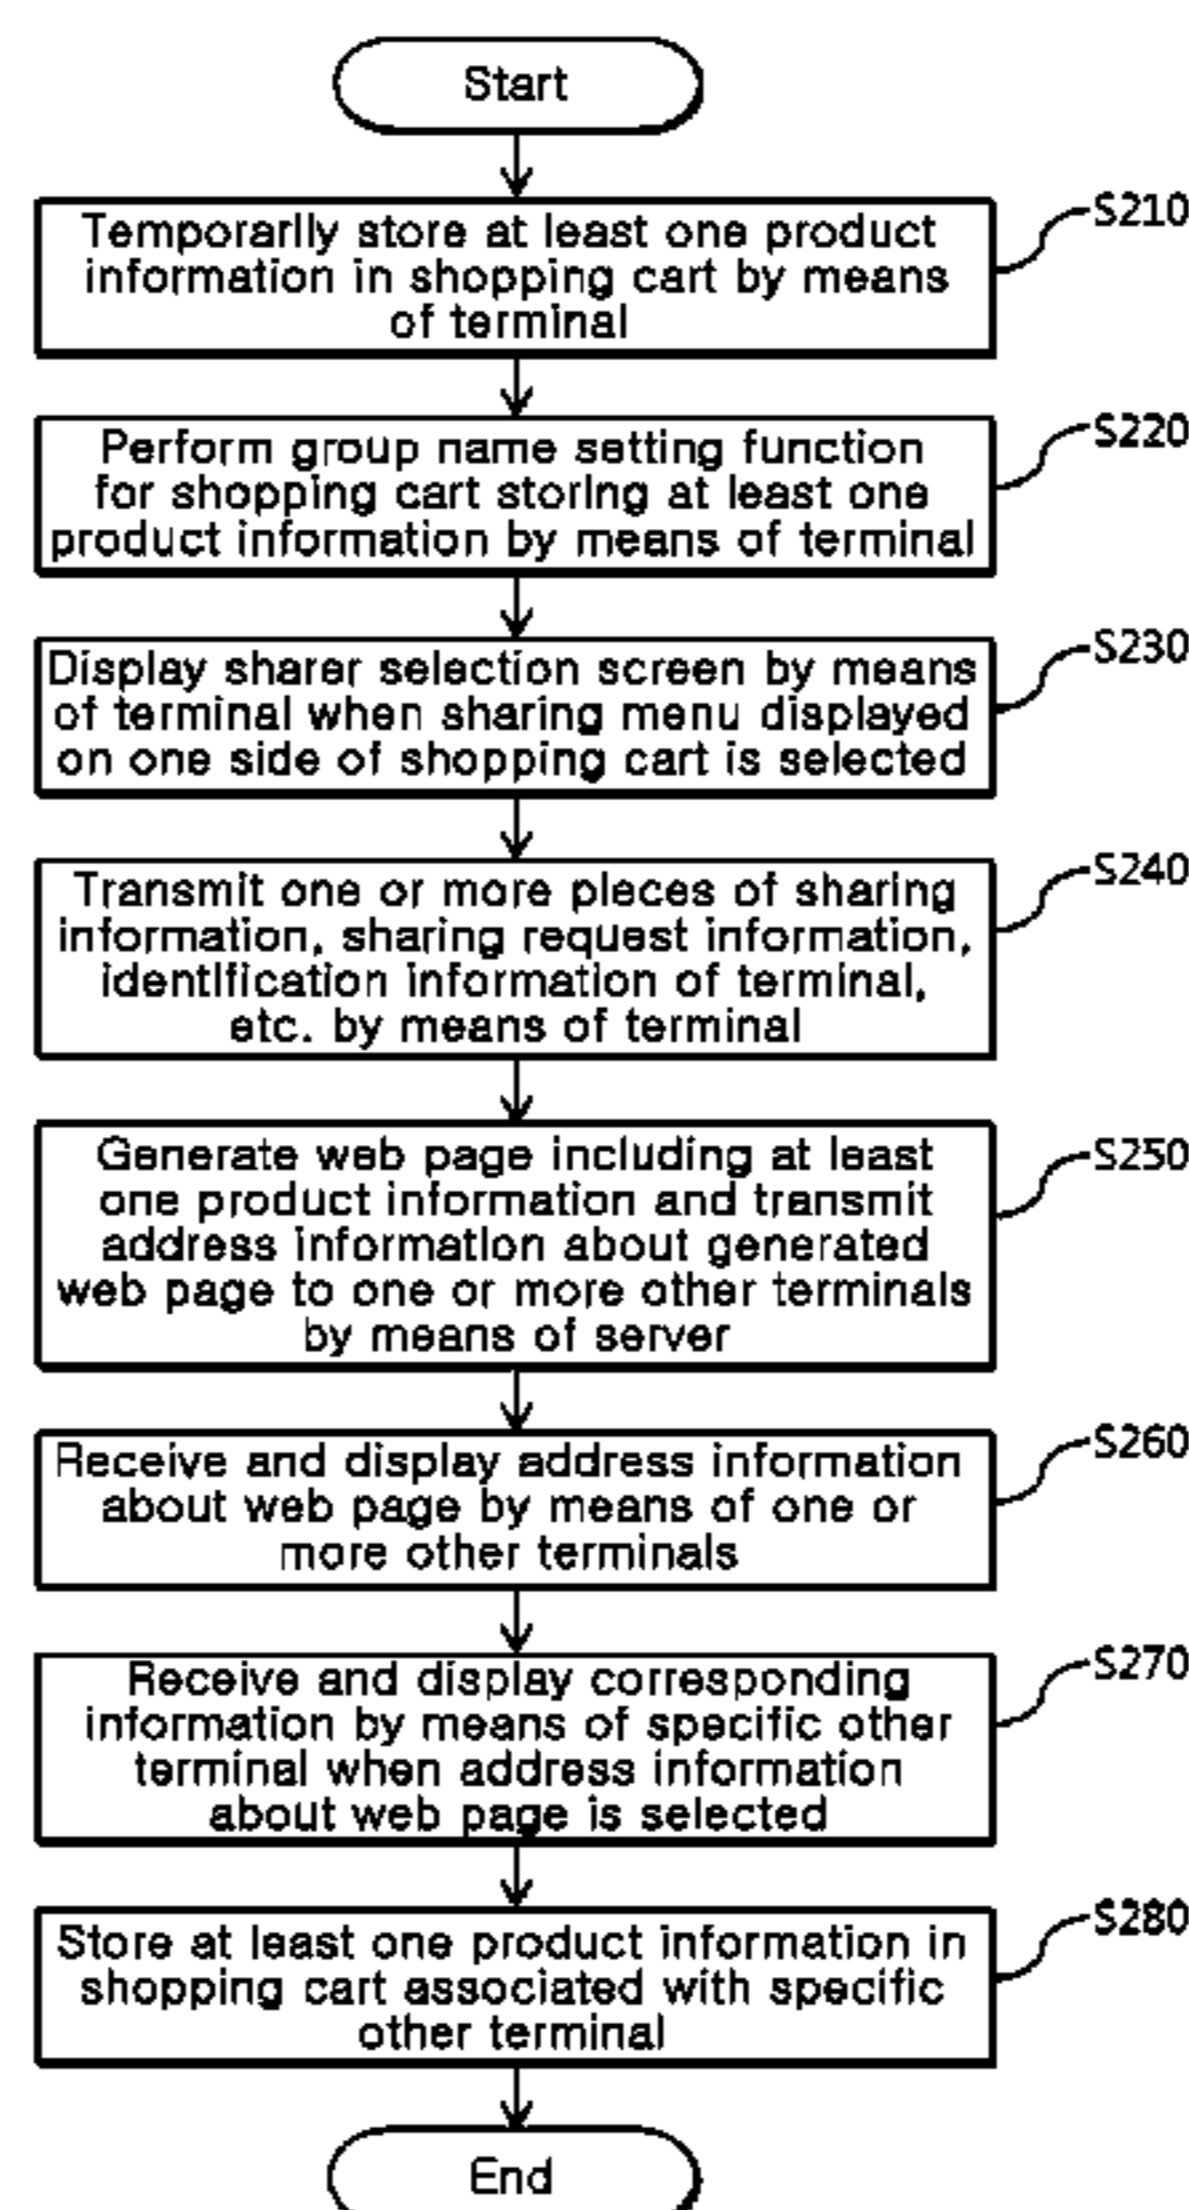 Start
Temporarily store at least one product
information in shopping cart by means
of terminal
S210
Perform group name setting function
for shopping cart storing at least one
product information by means of terminal
S220
Display sharer selection screen by means
of terminal when sharing menu displayed
on one side of shopping cart is selected
S230
Transmit one or more pieces of sharing
information, sharing request information,
identification information of terminal,
etc. by means of terminal
S240
Generate web page including at least
one product information and transmit
address information about generated
web page to one or more other terminals
by means of server
S250
Receive and display address information
about web page by means of one or
more other terminals
S260
Receive and display corresponding
information by means of specific other
terminal when address information
about web page is selected
S270
Store at least one product information in
shopping cart associated with specific
other terminal
S280
End